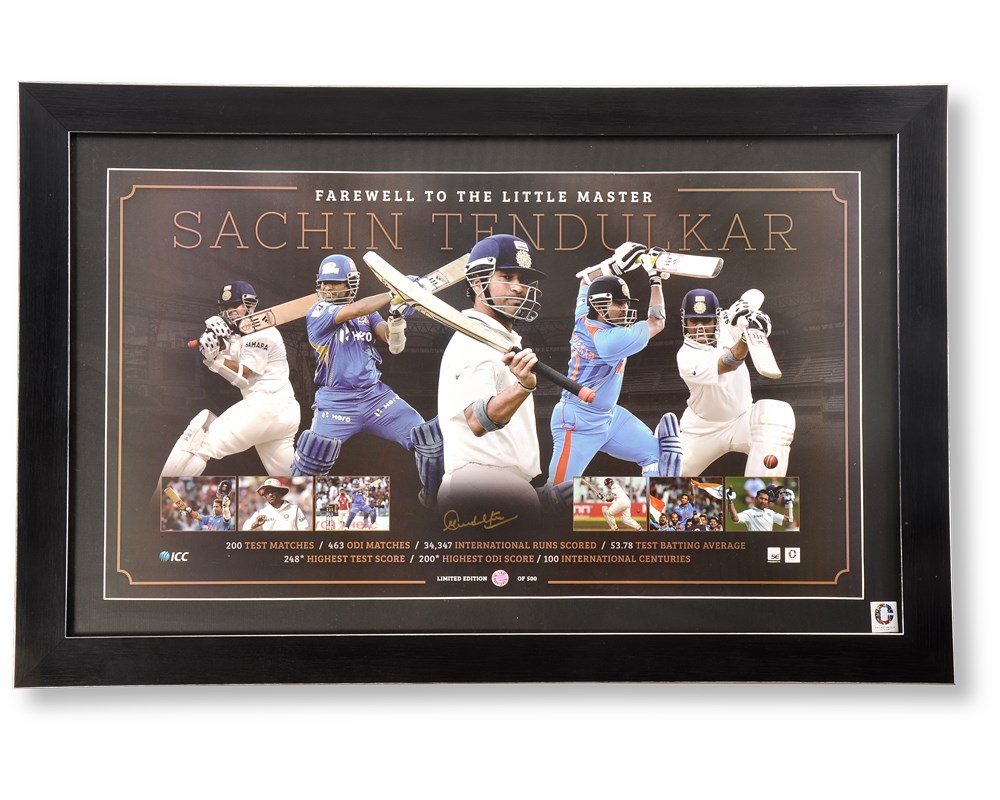 FAREWELL TO THE LITTLE MASTER
SACHIN TENDULKAR
SAHARA
HERO
Hero
Hero
ICC
200 TEST MATCHES / 463 ODI MATCHES / 34,347 INTERNATIONAL RUNS SCORED / 53.78 TEST BATTING AVERAGE
248* HIGHEST TEST SCORE / 200* HIGHEST ODI SCORE / 100 INTERNATIONAL CENTURIES
LIMITED EDITION OF 500